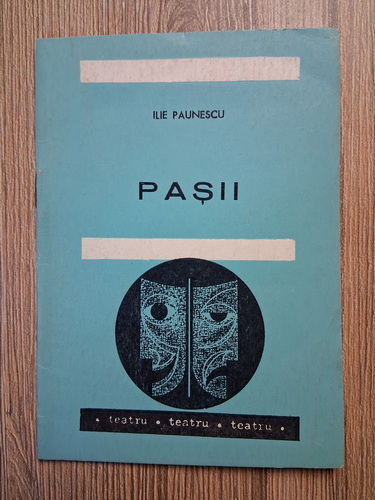 ILIE PAUNESCU
PAȘII
• teatru • teatru • teatru •